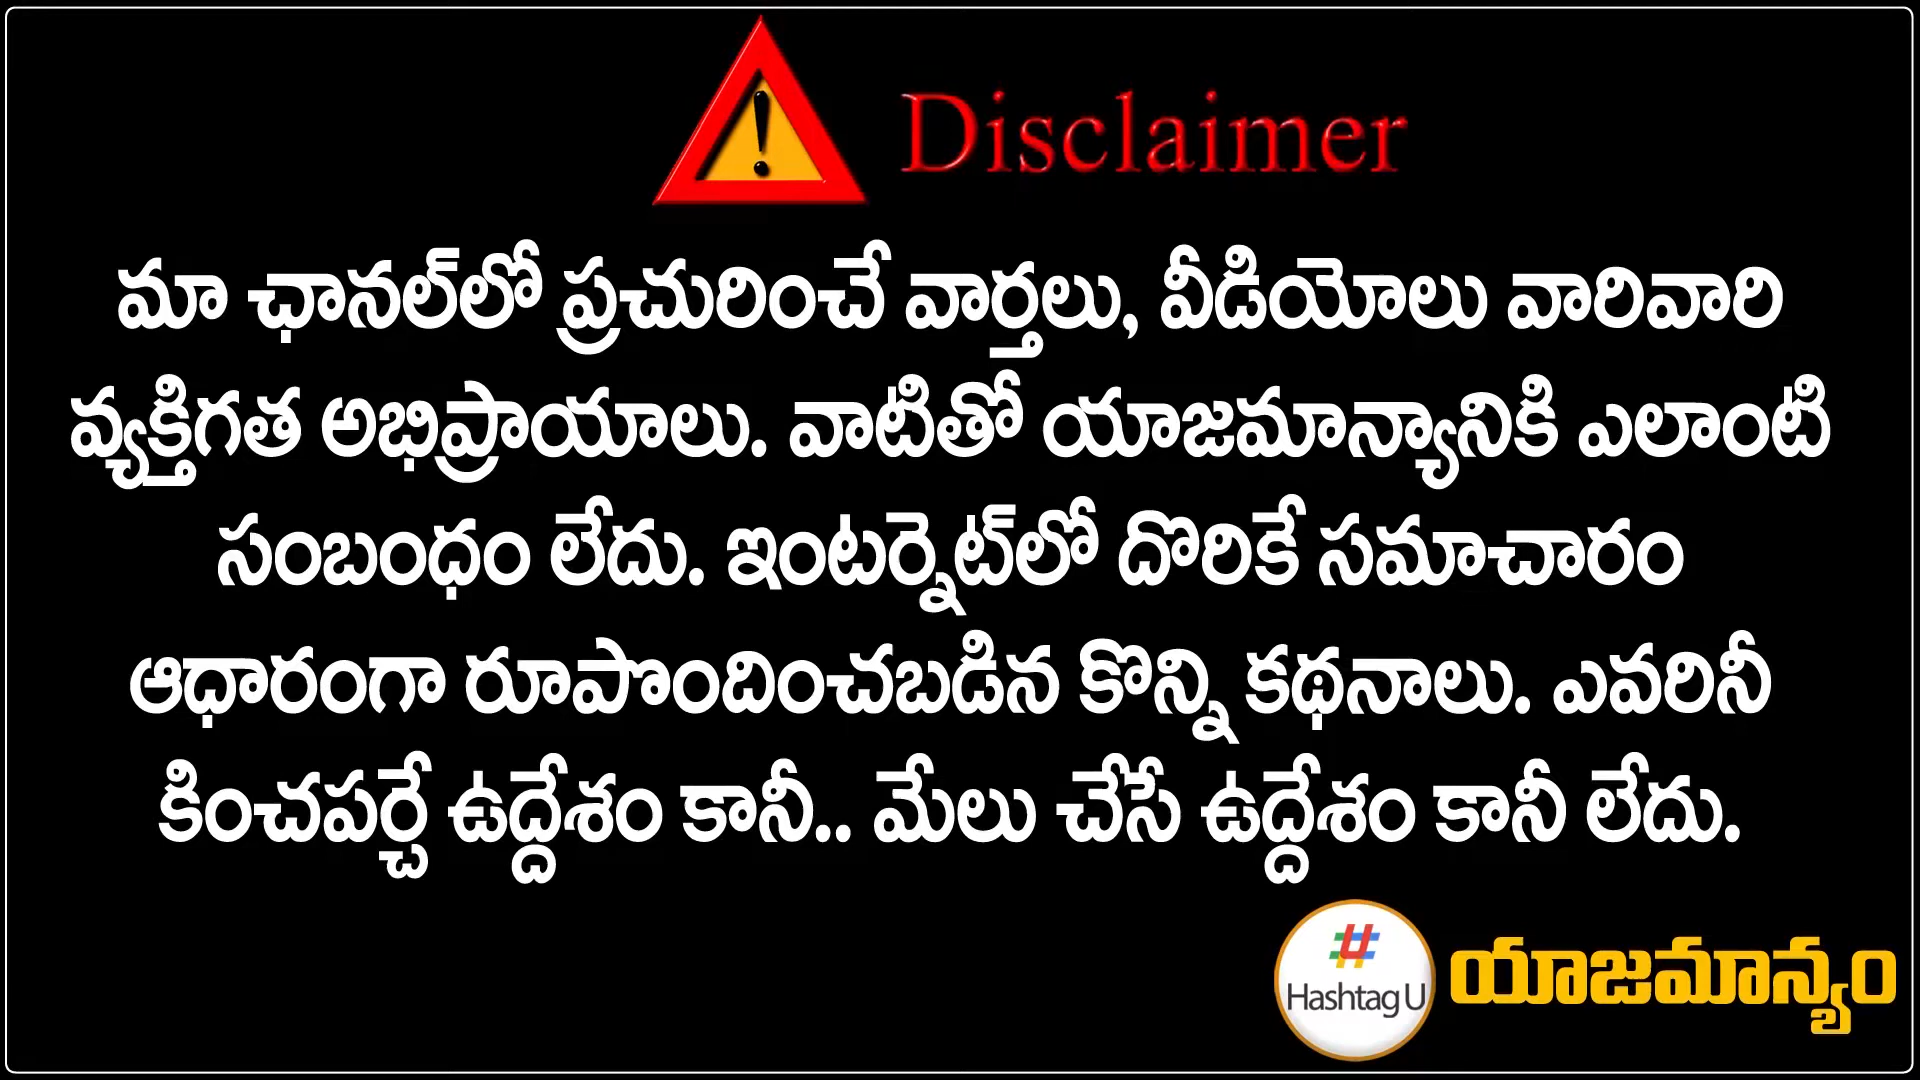 Disclaimer
మా ఛానల్‌లో ప్రచురించే వార్తలు, వీడియోలు వారివారి
వ్యక్తిగత అభిప్రాయాలు. వాటితో యాజమాన్యానికి ఎలాంటి
సంబంధం లేదు. ఇంటర్నెట్‌లో దొరికే సమాచారం
ఆధారంగా రూపొందించబడిన కొన్ని కథనాలు. ఎవరినీ
కించపర్చే ఉద్దేశం కానీ.. మేలు చేసే ఉద్దేశం కానీ లేదు.
# Hashtag U యాజమాన్యం